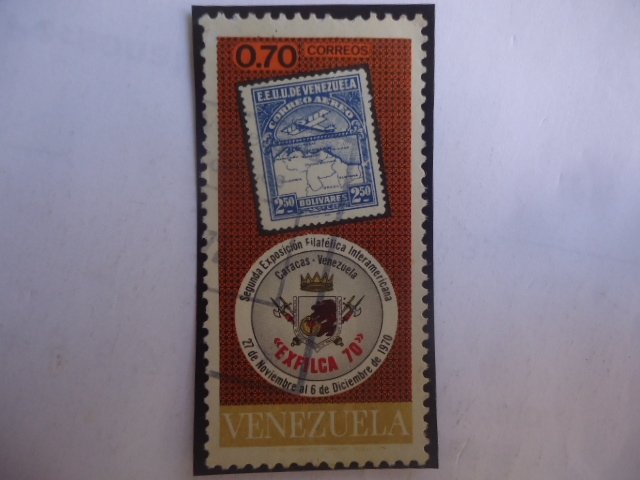 0.70 CORREOS
E.E.U.U. DE VENEZUELA
CORREO AEREO
2.50 BOLIVARES 2.50
Segunda Exposición Filatélica Interamericana
Caracas - Venezuela
«EXFILCA 70»
27 de Noviembre al 6 de Diciembre de 1970
VENEZUELA